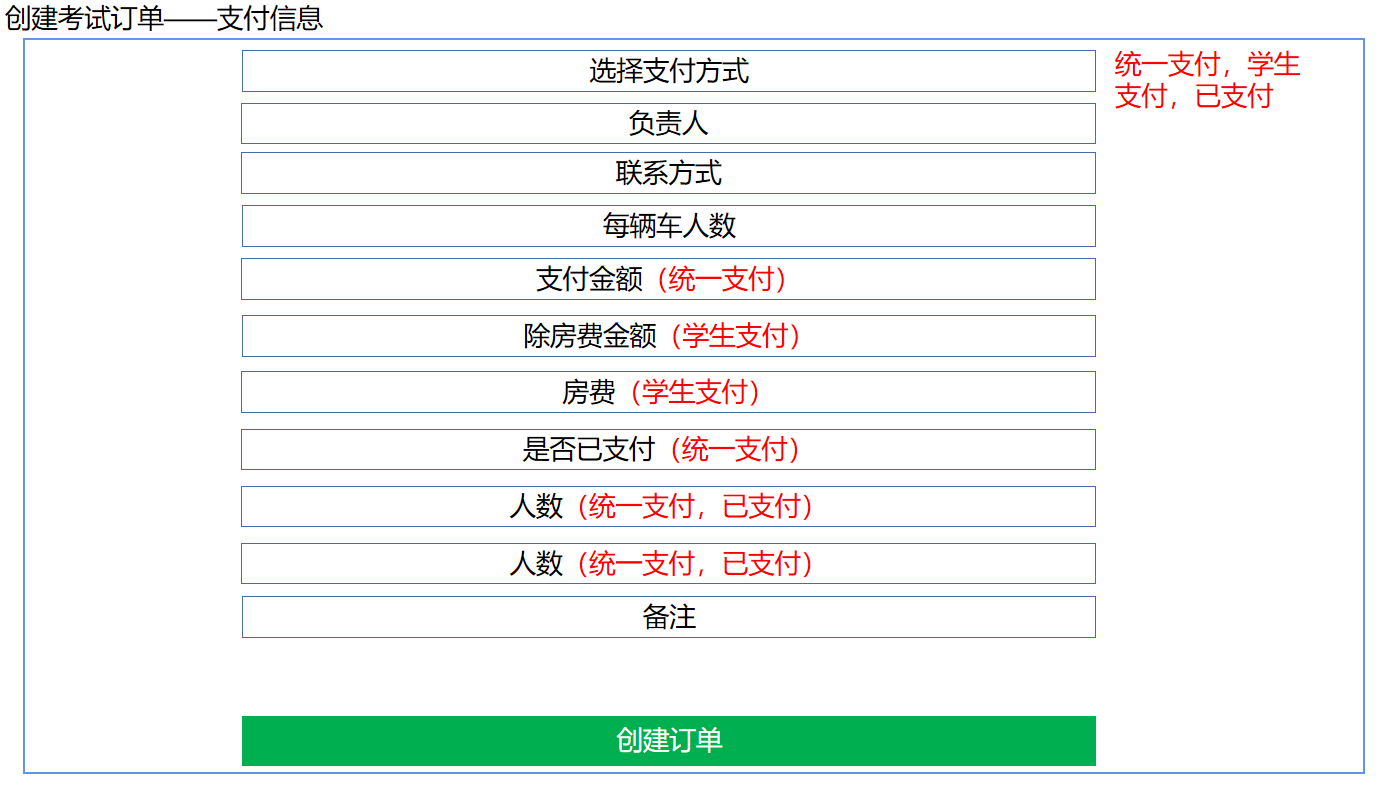 创建考试订单——支付信息
选择支付方式
统一支付，学生
支付，已支付
负责人
联系方式
每辆车人数
支付金额（统一支付）
除房费金额（学生支付）
房费（学生支付）
是否已支付（统一支付）
人数（统一支付，已支付）
人数（统一支付，已支付）
备注
创建订单